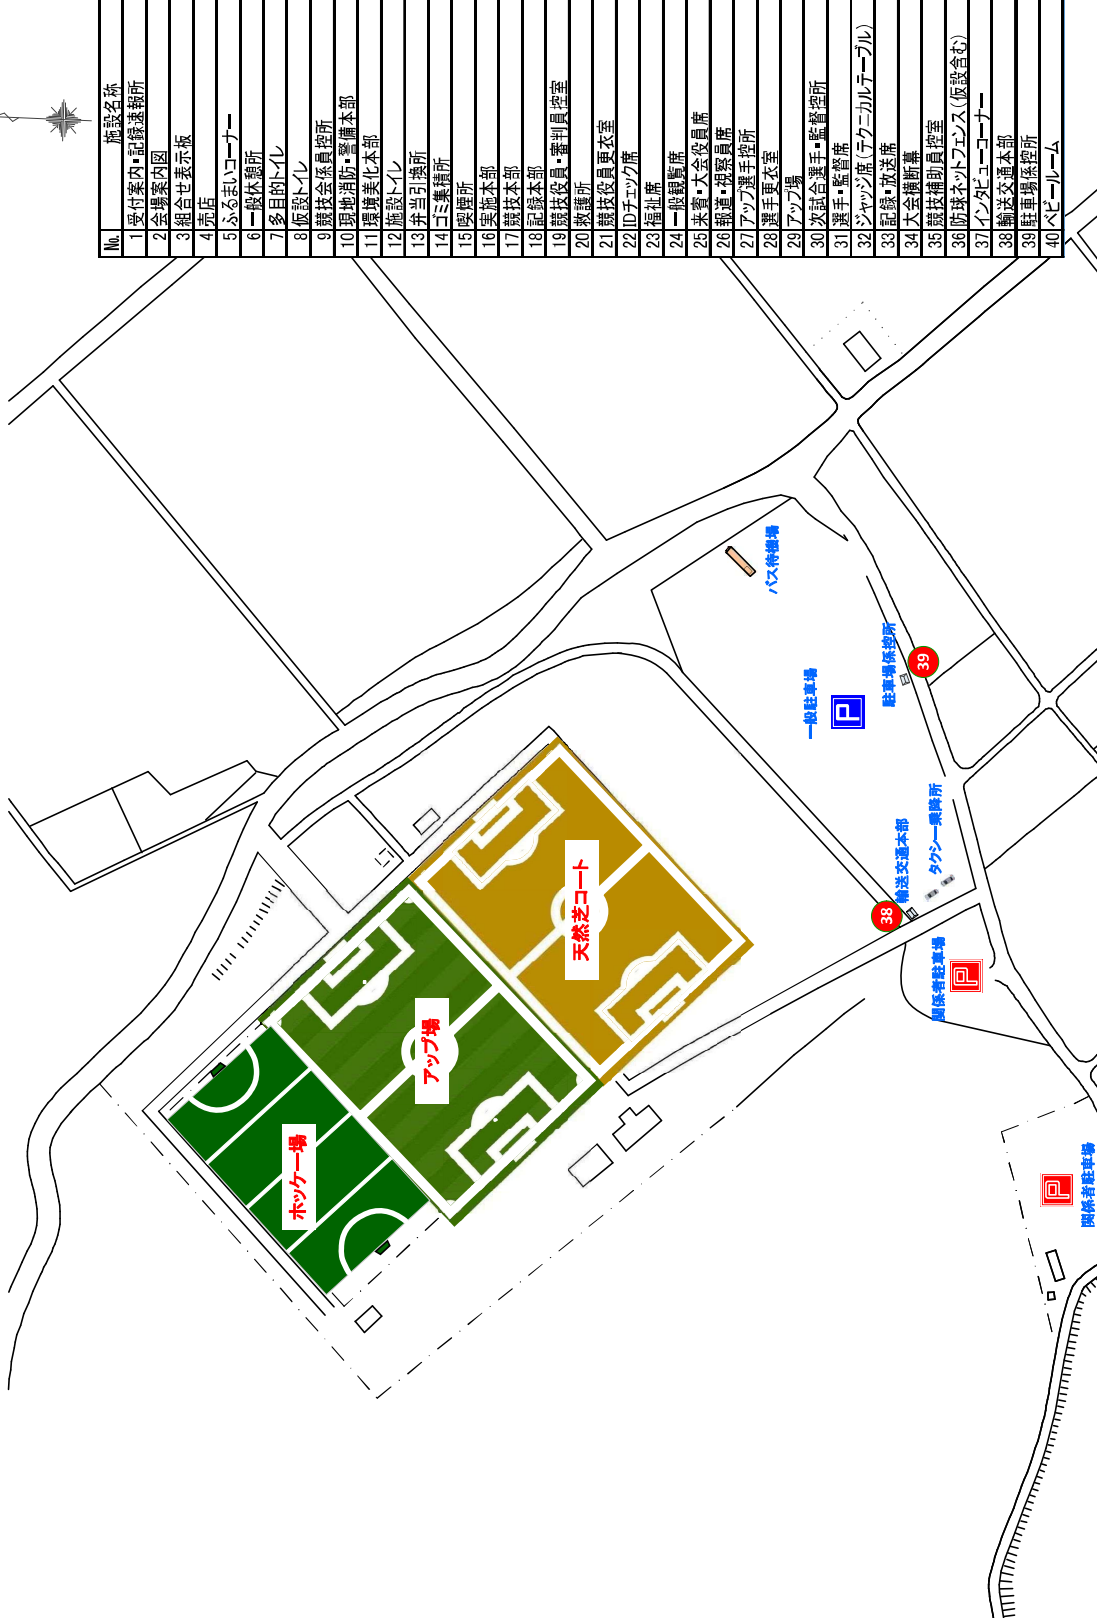 No. 施設名称
1 受付案内・記録速報所
2 会場案内図
3 組合せ表示板
4 売店
5 ふるまいコーナー
6 一般休憩所
7 多目的トイレ
8 仮設トイレ
9 競技会係員控所
10 現地消防・警備本部
11 環境美化本部
12 施設トイレ
13 弁当引換所
14 ゴミ集積所
15 喫煙所
16 実施本部
17 競技本部
18 記録本部
19 競技役員・審判員控室
20 救護所
21 競技役員更衣室
22 IDチェック席
23 福祉席
24 一般観覧席
25 来賓・大会役員席
26 報道・視察員席
27 アップ選手控所
28 選手更衣室
29 アップ場
30 次試合選手・監督控所
31 選手・監督席
32 ジャッジ席(テクニカルテーブル)
33 記録・放送席
34 大会横断幕
35 競技補助員控室
36 防球ネットフェンス(仮設含む)
37 インタビューコーナー
38 輸送交通本部
39 駐車場係控所
40 ベビールーム
ホッケー場
アップ場
天然芝コート
バス待機場
一般駐車場
P
駐車場係控所
39
タクシー乗降所
輸送交通本部
38
関係者駐車場
P
関係者駐車場
P